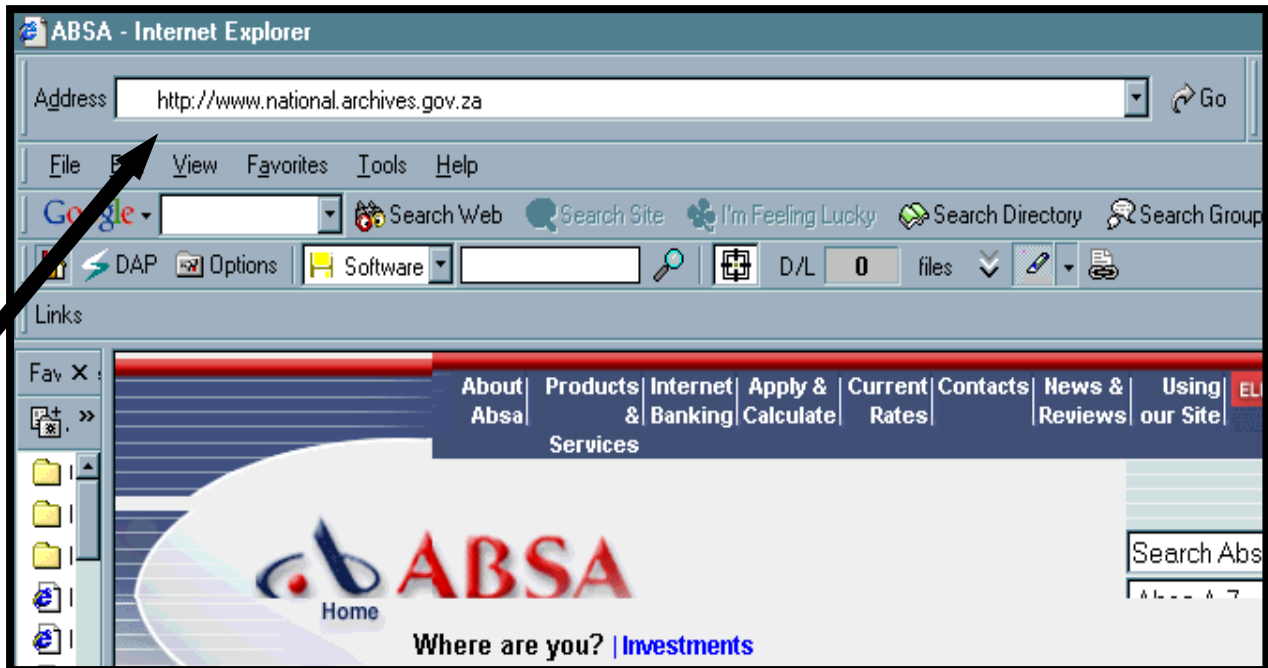 ABSA - Internet Explorer
Address http://www.national.archives.gov.za Go
File View Favorites Tools Help
Google Search Web Search Site I'm Feeling Lucky Search Directory Search Group
DAP Options Software D/L 0 files
Links
Fav
About Absa| Products & Services| Internet Banking| Apply & Calculate| Current Rates| Contacts| News & Reviews| Using our Site|
ABSA
Search Abs
Home
Where are you? | Investments